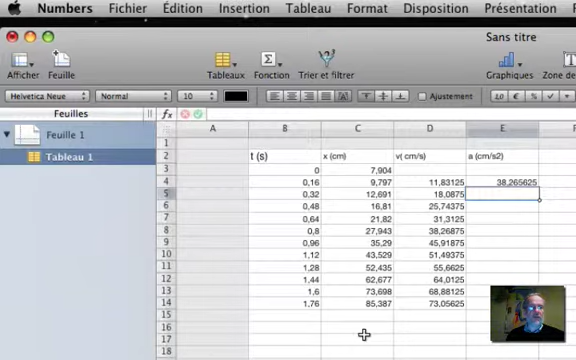 Numbers Fichier Édition Insertion Tableau Format Disposition Présentation
Sans titre
Afficher Feuille Tableaux Fonction Trier et filtrer Graphiques Zone de
Helvetica Neue Normal 10 Ajustement 1,0 € %
Feuilles fx
Feuille 1
Tableau 1
A B C D E
1
2 t (s) x (cm) v( cm/s) a (cm/s2)
3 0 7,904
4 0,16 9,797 11,83125 38,265625
5 0,32 12,691 18,0875
6 0,48 16,81 25,74375
7 0,64 21,82 31,3125
8 0,8 27,943 38,26875
9 0,96 35,29 45,91875
10 1,12 43,529 51,49375
11 1,28 52,435 55,6625
12 1,44 62,677 64,0125
13 1,6 73,698 68,88125
14 1,76 85,387 73,05625
15
16
17
18